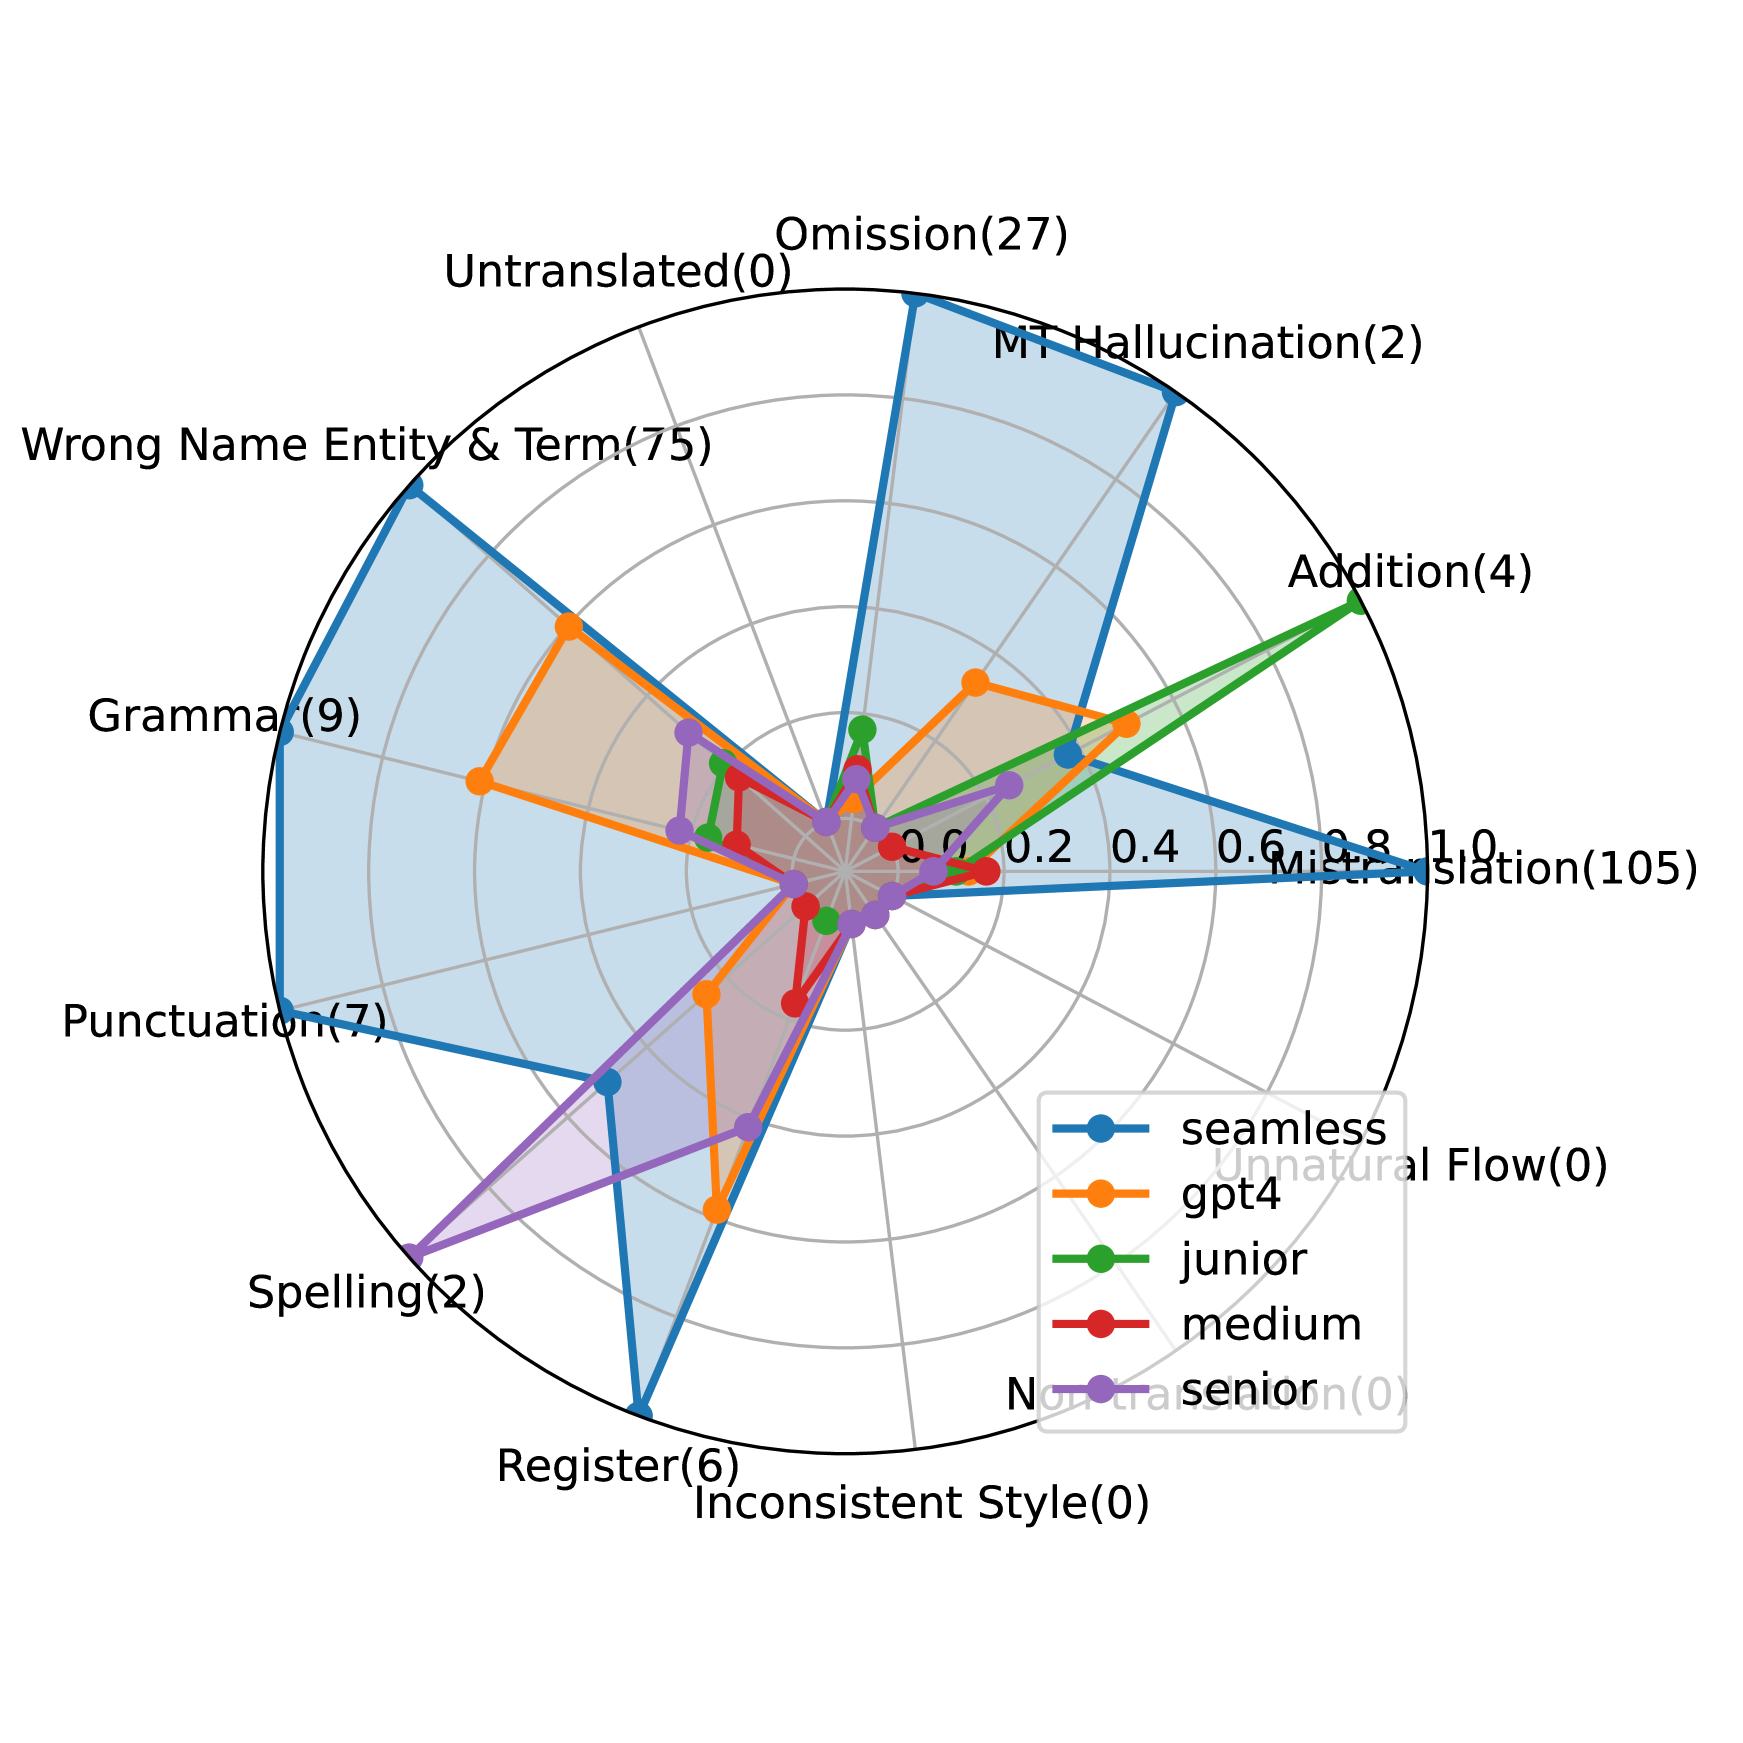 Omission(27)
Untranslated(0)
MT Hallucination(2)
Wrong Name Entity & Term(75)
Addition(4)
Grammar(9)
0.0 0.2 0.4 0.6 0.8 1.0
Mistranslation(105)
Punctuation(7)
seamless
Unnatural Flow(0)
gpt4
junior
Spelling(2)
medium
senior
Non-translation(0)
Register(6)
Inconsistent Style(0)